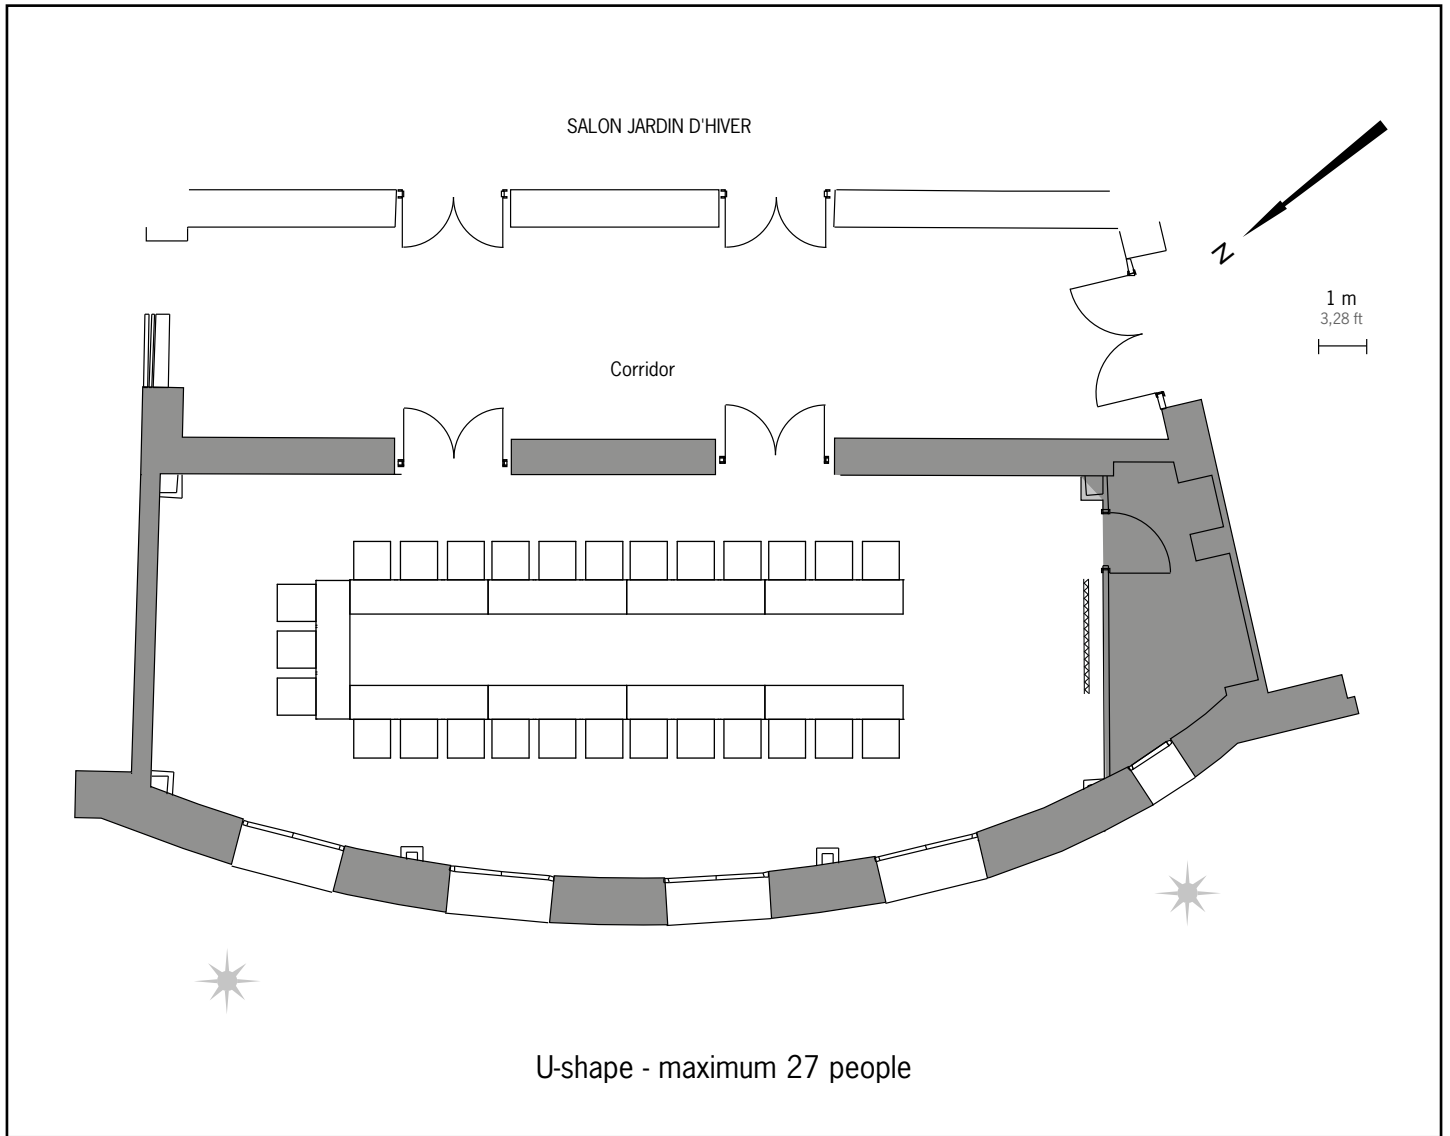 SALON JARDIN D'HIVER
N
1 m
3,28 ft
Corridor
U-shape - maximum 27 people